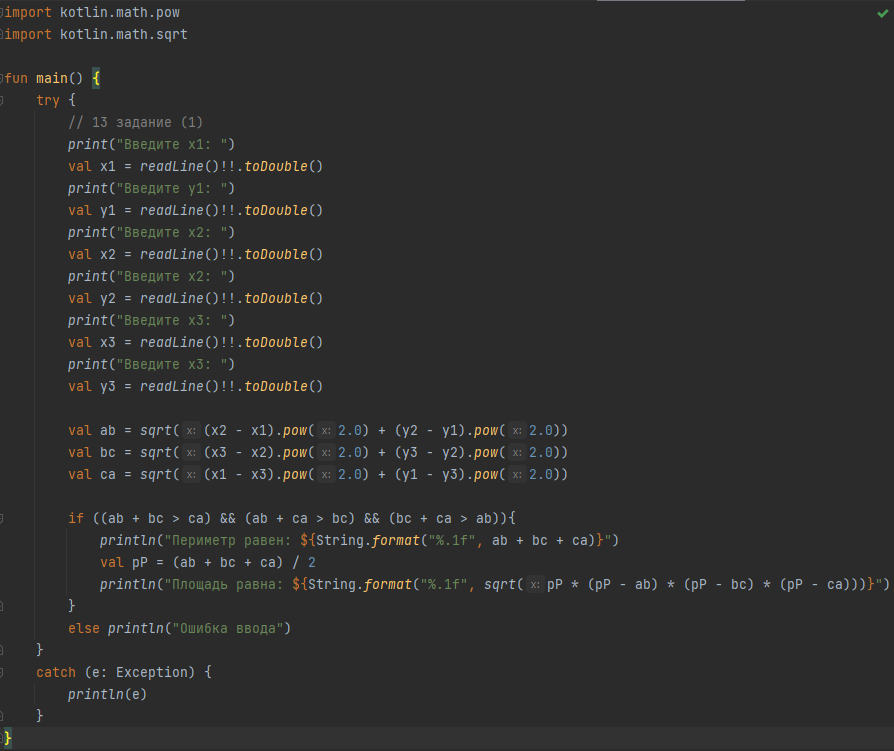 import kotlin.math.pow
import kotlin.math.sqrt
fun main() {
try {
// 13 задание (1)
print("Введите x1: ")
val x1 = readLine()!!.toDouble()
print("Введите y1: ")
val y1 = readLine()!!.toDouble()
print("Введите x2: ")
val x2 = readLine()!!.toDouble()
print("Введите x2: ")
val y2 = readLine()!!.toDouble()
print("Введите x3: ")
val x3 = readLine()!!.toDouble()
print("Введите x3: ")
val y3 = readLine()!!.toDouble()
val ab = sqrt( x: (x2 - x1).pow( x: 2.0) + (y2 - y1).pow( x: 2.0))
val bc = sqrt( x: (x3 - x2).pow( x: 2.0) + (y3 - y2).pow( x: 2.0))
val ca = sqrt( x: (x1 - x3).pow( x: 2.0) + (y1 - y3).pow( x: 2.0))
if ((ab + bc > ca) && (ab + ca > bc) && (bc + ca > ab)){
println("Периметр равен: ${String.format("%.1f", ab + bc + ca)}")
val pP = (ab + bc + ca) / 2
println("Площадь равна: ${String.format("%.1f", sqrt( x: pP * (pP - ab) * (pP - bc) * (pP - ca)))}")
}
else println("Ошибка ввода")
}
catch (e: Exception) {
println(e)
}
}